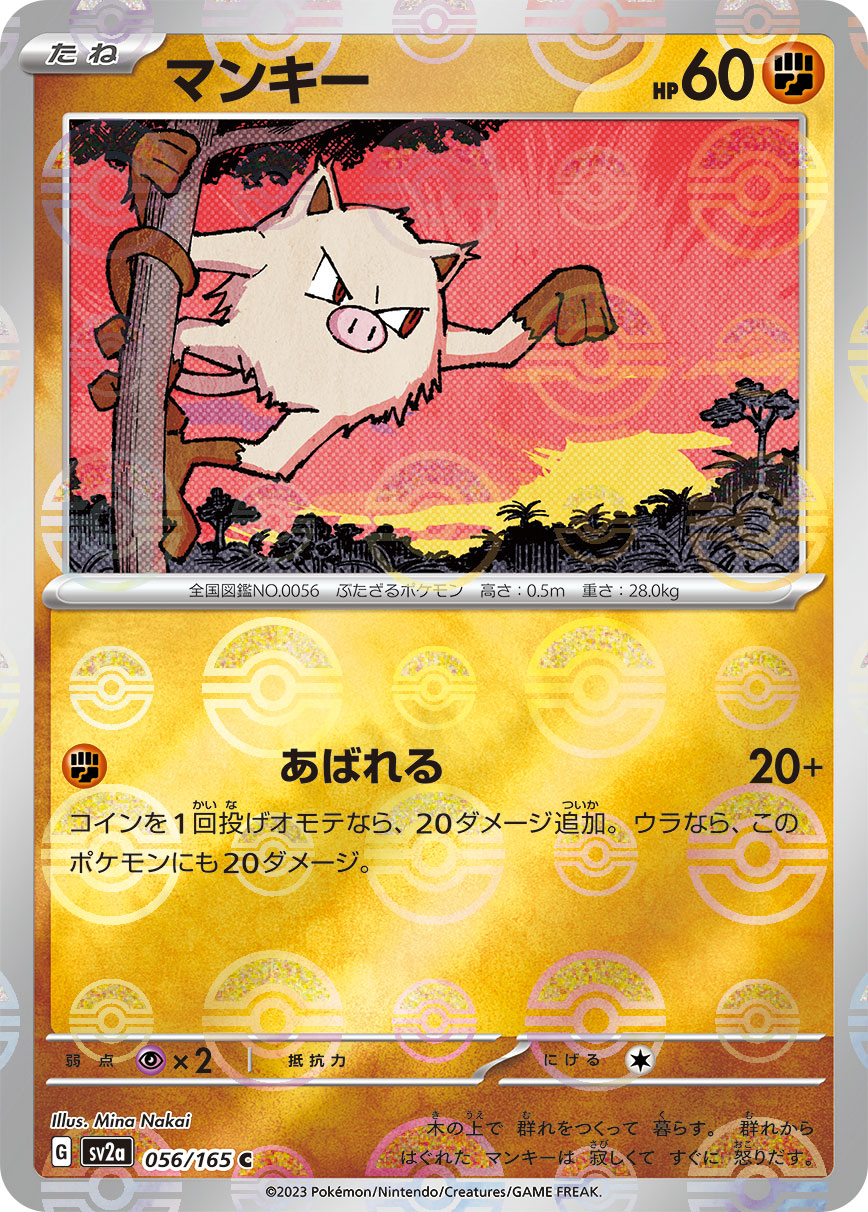 たね
マンキー
HP60
全国図鑑NO.0056 ぶたざるポケモン 高さ:0.5m 重さ:28.0kg
あばれる 20+
コインを1回投げオモテなら、20ダメージ追加。ウラなら、この
ポケモンにも20ダメージ。
弱点 ×2 抵抗力 にげる
Illus. Mina Nakai
G sv2a 056/165 C
木の上で 群れをつくって 暮らす。 群れから
はぐれた マンキーは 寂しくて すぐに 怒りだす。
©2023 Pokémon/Nintendo/Creatures/GAME FREAK.